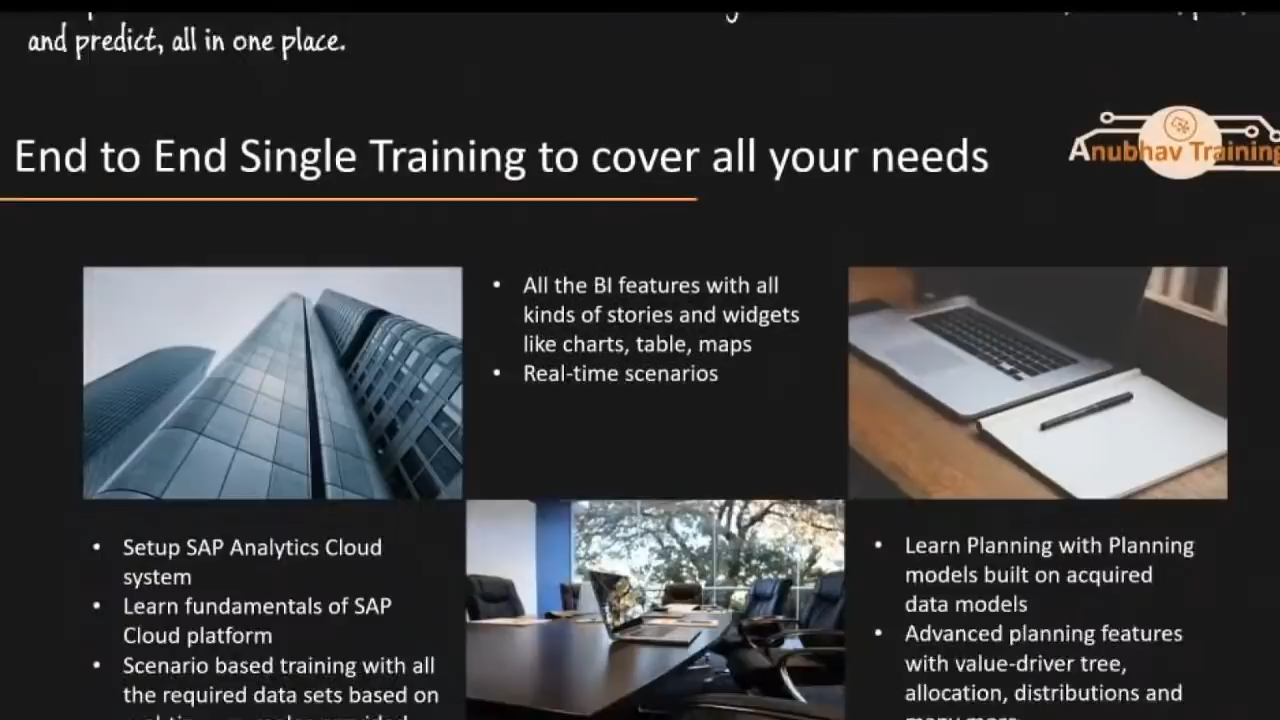 and predict, all in one place.
End to End Single Training to cover all your needs
Anubhav Training
• All the BI features with all
kinds of stories and widgets
like charts, table, maps
• Real-time scenarios
• Setup SAP Analytics Cloud
system
• Learn fundamentals of SAP
Cloud platform
• Scenario based training with all
the required data sets based on
• Learn Planning with Planning
models built on acquired
data models
• Advanced planning features
with value-driver tree,
allocation, distributions and
many more